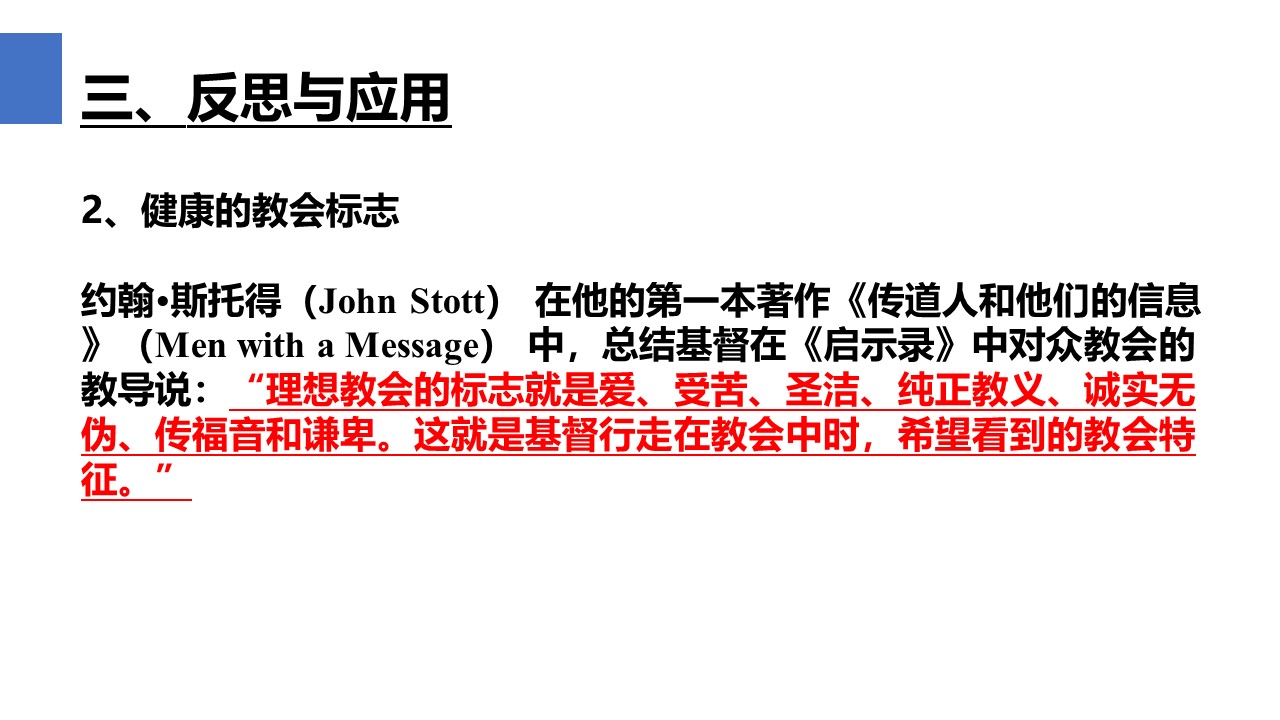 三、反思与应用
2、健康的教会标志
约翰•斯托得（John Stott） 在他的第一本著作《传道人和他们的信息
》（Men with a Message） 中，总结基督在《启示录》中对众教会的
教导说：“理想教会的标志就是爱、受苦、圣洁、纯正教义、诚实无
伪、传福音和谦卑。这就是基督行走在教会中时，希望看到的教会特
征。”